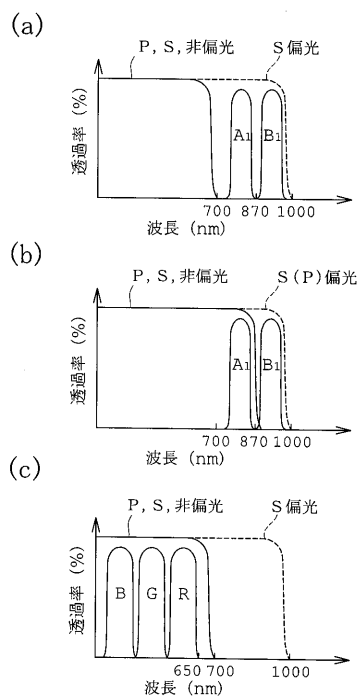 (a)
P, S, 非偏光
S偏光
透過率 (%)
A1
B1
700 870 1000
波長 (nm)
(b)
P, S, 非偏光
S(P)偏光
透過率 (%)
A1
B1
700 870 1000
波長 (nm)
(c)
P, S, 非偏光
S偏光
透過率 (%)
B
G
R
650 700 1000
波長 (nm)